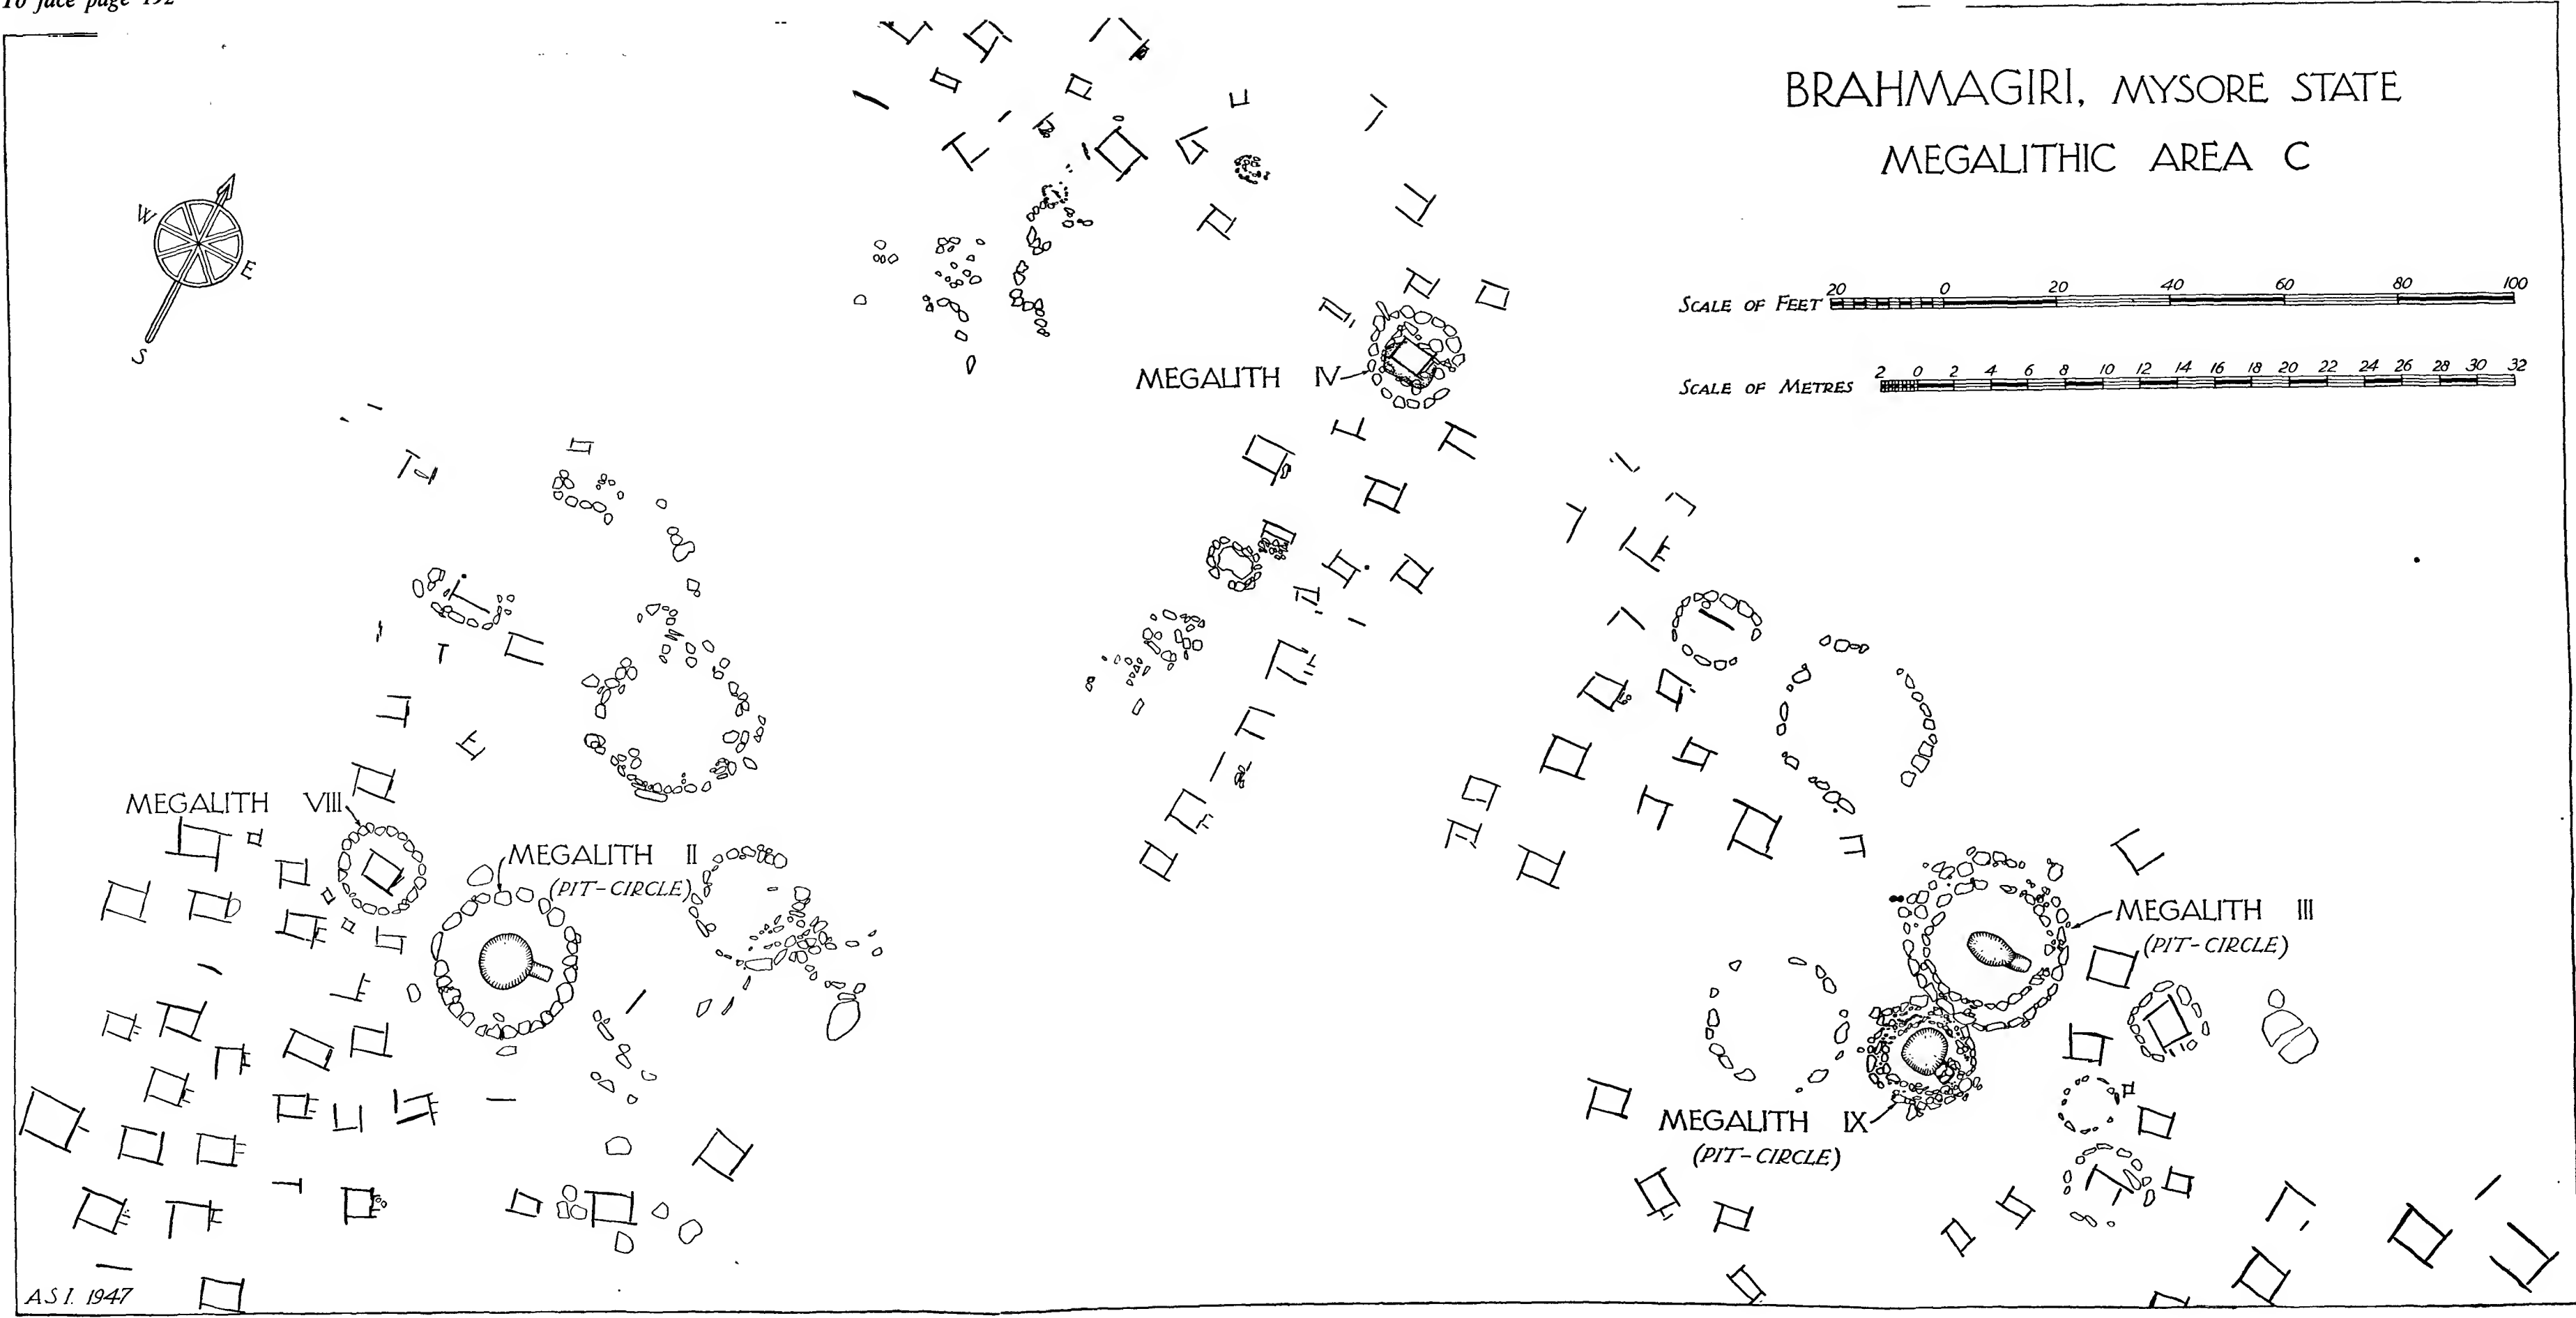 To face page 192
BRAHMAGIRI, MYSORE STATE
MEGALITHIC AREA C
W
E
S
SCALE OF FEET 20 0 20 40 60 80 100
SCALE OF METRES 2 0 2 4 6 8 10 12 14 16 18 20 22 24 26 28 30 32
MEGALITH IV
MEGALITH VIII
MEGALITH II
(PIT-CIRCLE)
MEGALITH III
(PIT-CIRCLE)
MEGALITH IX
(PIT-CIRCLE)
A.S.I. 1947